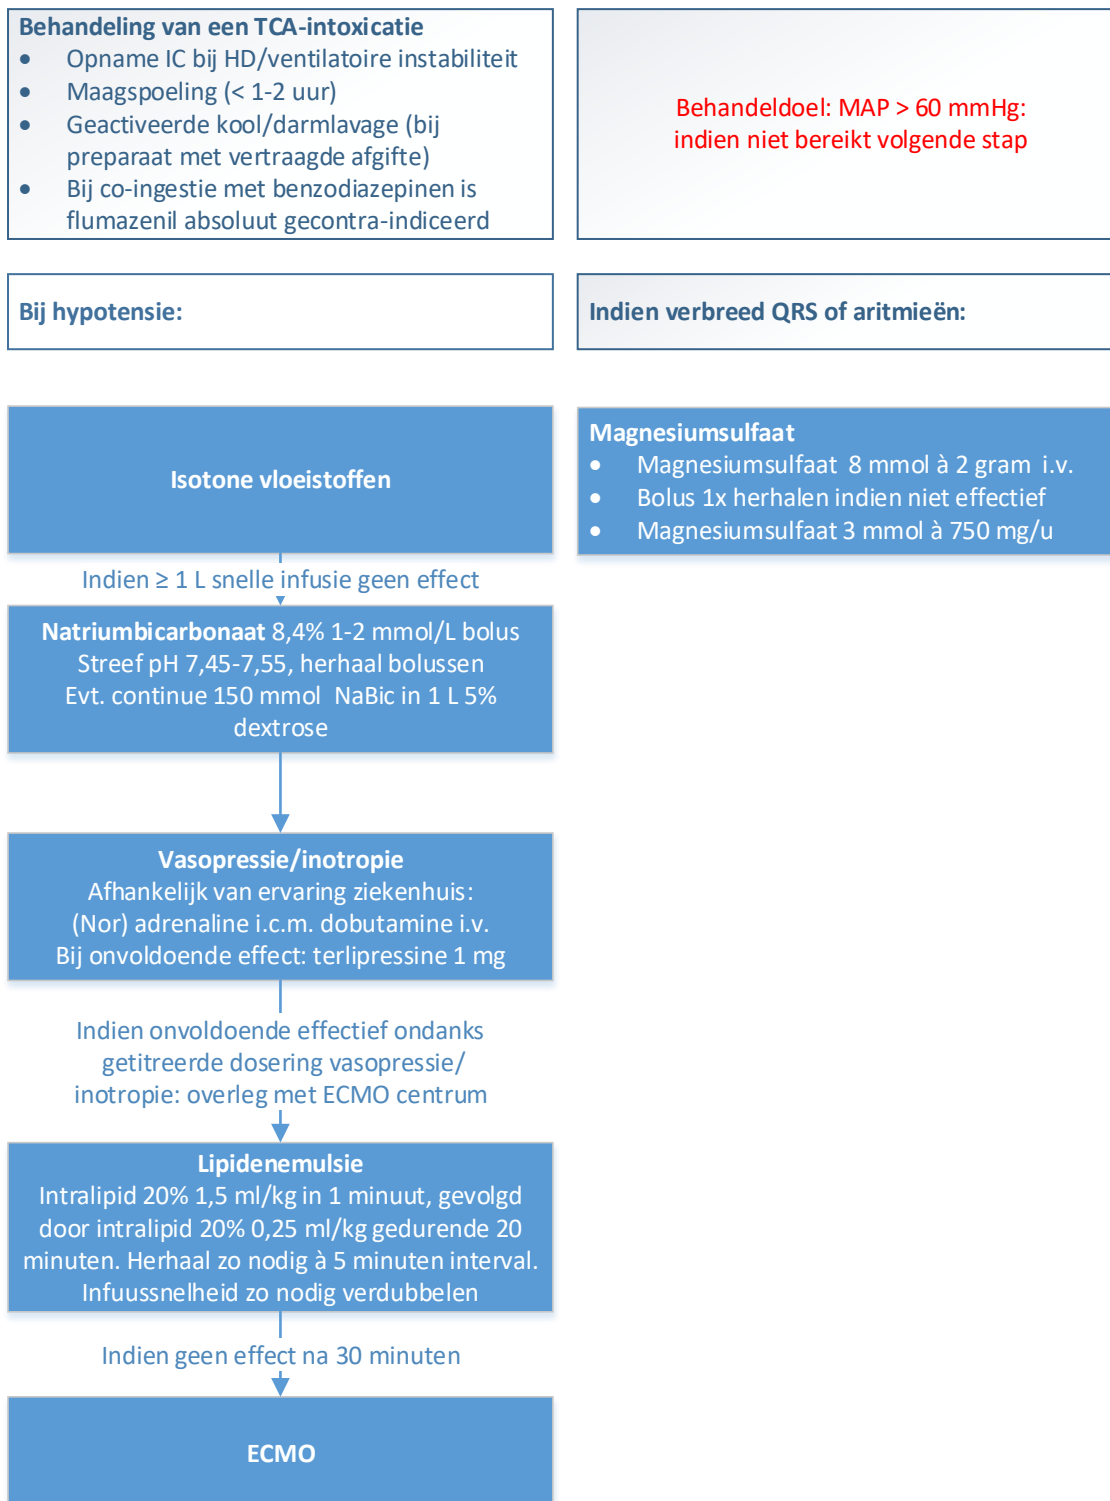 Behandeling van een TCA-intoxicatie
• Opname IC bij HD/ventilatoire instabiliteit
• Maagspoeling (< 1-2 uur)
• Geactiveerde kool/darmlavage (bij
preparaat met vertraagde afgifte)
• Bij co-ingestie met benzodiazepinen is
flumazenil absoluut gecontra-indiceerd
Behandeldoel: MAP > 60 mmHg:
indien niet bereikt volgende stap
Bij hypotensie:
Indien verbreed QRS of aritmieën:
Isotone vloeistoffen
Magnesiumsulfaat
• Magnesiumsulfaat 8 mmol à 2 gram i.v.
• Bolus 1x herhalen indien niet effectief
• Magnesiumsulfaat 3 mmol à 750 mg/u
Indien ≥ 1 L snelle infusie geen effect
Natriumbicarbonaat 8,4% 1-2 mmol/L bolus
Streef pH 7,45-7,55, herhaal bolussen
Evt. continue 150 mmol NaBic in 1 L 5%
dextrose
Vasopressie/inotropie
Afhankelijk van ervaring ziekenhuis:
(Nor) adrenaline i.c.m. dobutamine i.v.
Bij onvoldoende effect: terlipressine 1 mg
Indien onvoldoende effectief ondanks
getitreerde dosering vasopressie/
inotropie: overleg met ECMO centrum
Lipidenemulsie
Intralipid 20% 1,5 ml/kg in 1 minuut, gevolgd
door intralipid 20% 0,25 ml/kg gedurende 20
minuten. Herhaal zo nodig à 5 minuten interval.
Infuussnelheid zo nodig verdubbelen
Indien geen effect na 30 minuten
ECMO